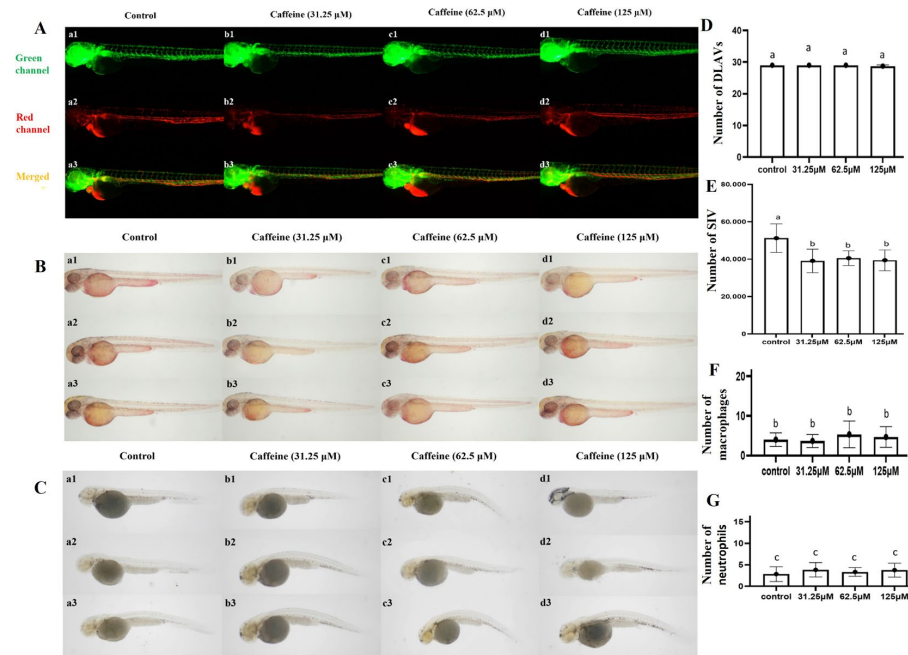 Control Caffeine (31.25 μM) Caffeine (62.5 μM) Caffeine (125 μM)
A
a1 b1 c1 d1
Green
channel
a2 b2 c2 d2
Red
channel
a3 b3 c3 d3
Merged
Control Caffeine (31.25 μM) Caffeine (62.5 μM) Caffeine (125 μM)
B
a1 b1 c1 d1
a2 b2 c2 d2
a3 b3 c3 d3
Control Caffeine (31.25 μM) Caffeine (62.5 μM) Caffeine (125 μM)
C
a1 b1 c1 d1
a2 b2 c2 d2
a3 b3 c3 d3
D
Number of DLAVs
40
30
20
10
0
a a a a
control 31.25μM 62.5μM 125μM
E
Number of SIV
80.000
60.000
40.000
20.000
0
a b b b
control 31.25μM 62.5μM 125μM
F
Number of
macrophages
20
10
0
b b b b
control 31.25μM 62.5μM 125μM
G
Number of
neutrophils
15
10
5
0
c c c c
control 31.25μM 62.5μM 125μM